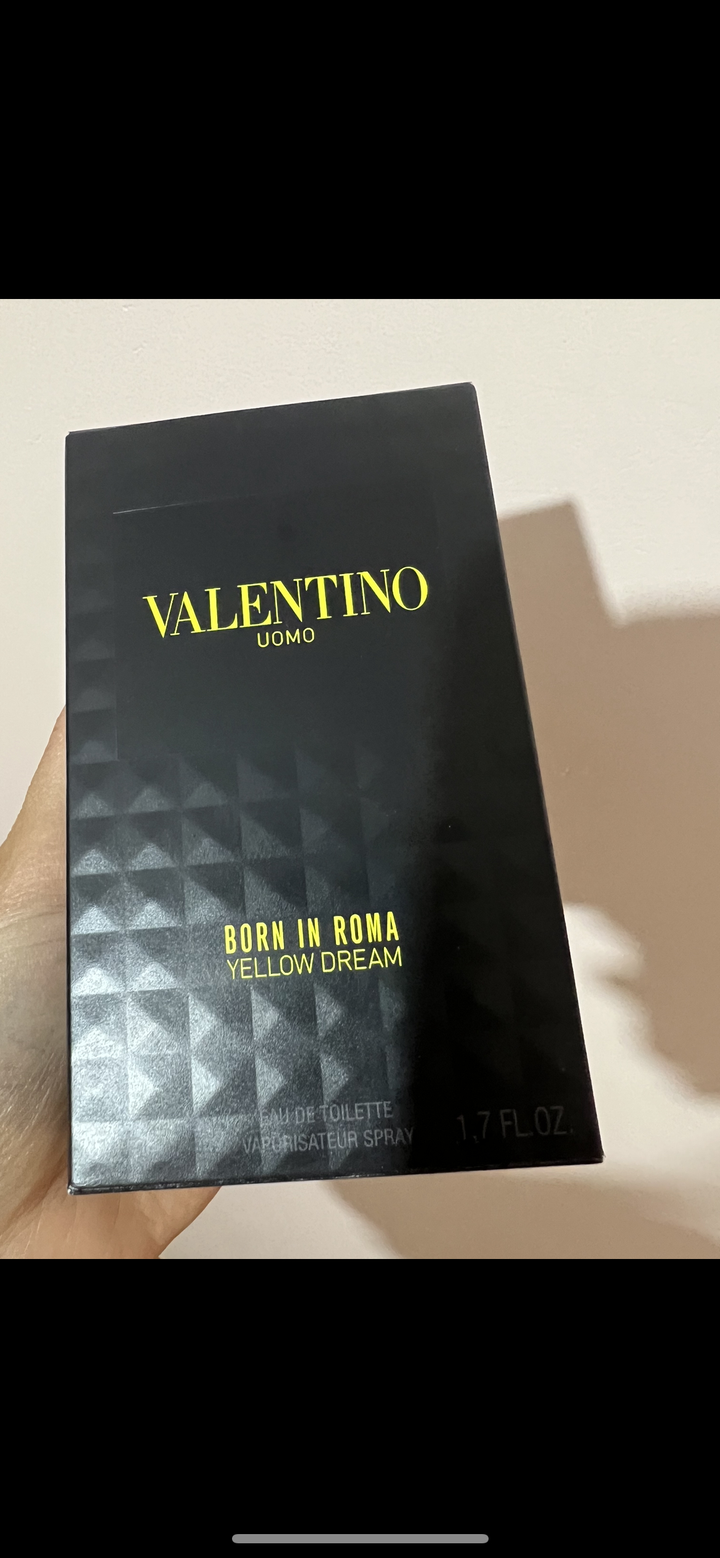 VALENTINO
UOMO
BORN IN ROMA
YELLOW DREAM
EAU DE TOILETTE
VAPORISATEUR SPRAY
1,7 FL.OZ.